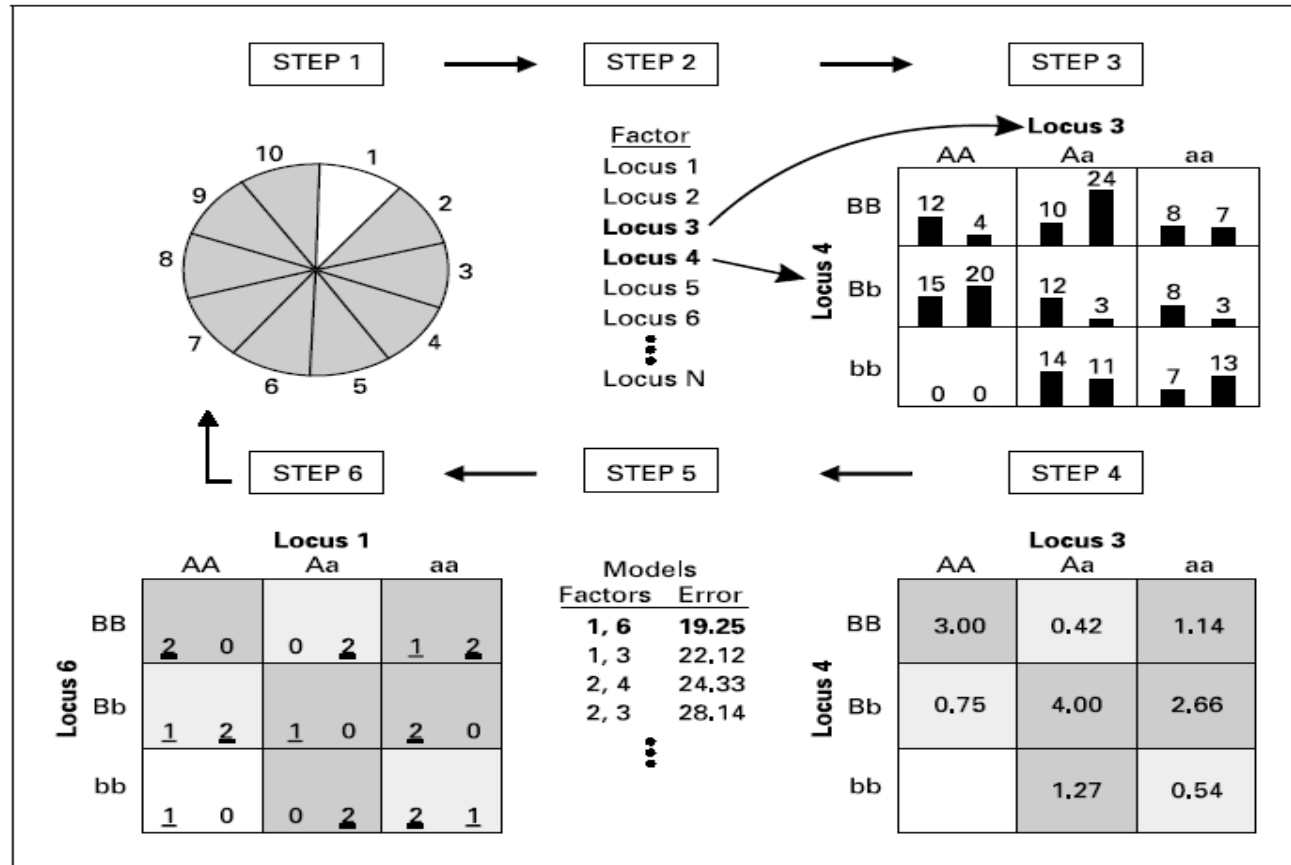 STEP 1
STEP 2
STEP 3
10 1
9 2
8 3
7 4
6 5
Factor
Locus 1
Locus 2
Locus 3
Locus 4
Locus 5
Locus 6
Locus N
Locus 3
AA Aa aa
Locus 4
BB 12 4 10 24 8 7
Bb 15 20 12 3 8 3
bb 0 0 14 11 7 13
STEP 6
STEP 5
STEP 4
Locus 1
AA Aa aa
Locus 6
BB 2 0 0 2 1 2
Bb 1 2 1 0 2 0
bb 1 0 0 2 2 1
Models
Factors Error
1, 6 19.25
1, 3 22.12
2, 4 24.33
2, 3 28.14
Locus 3
AA Aa aa
Locus 4
BB 3.00 0.42 1.14
Bb 0.75 4.00 2.66
bb 1.27 0.54